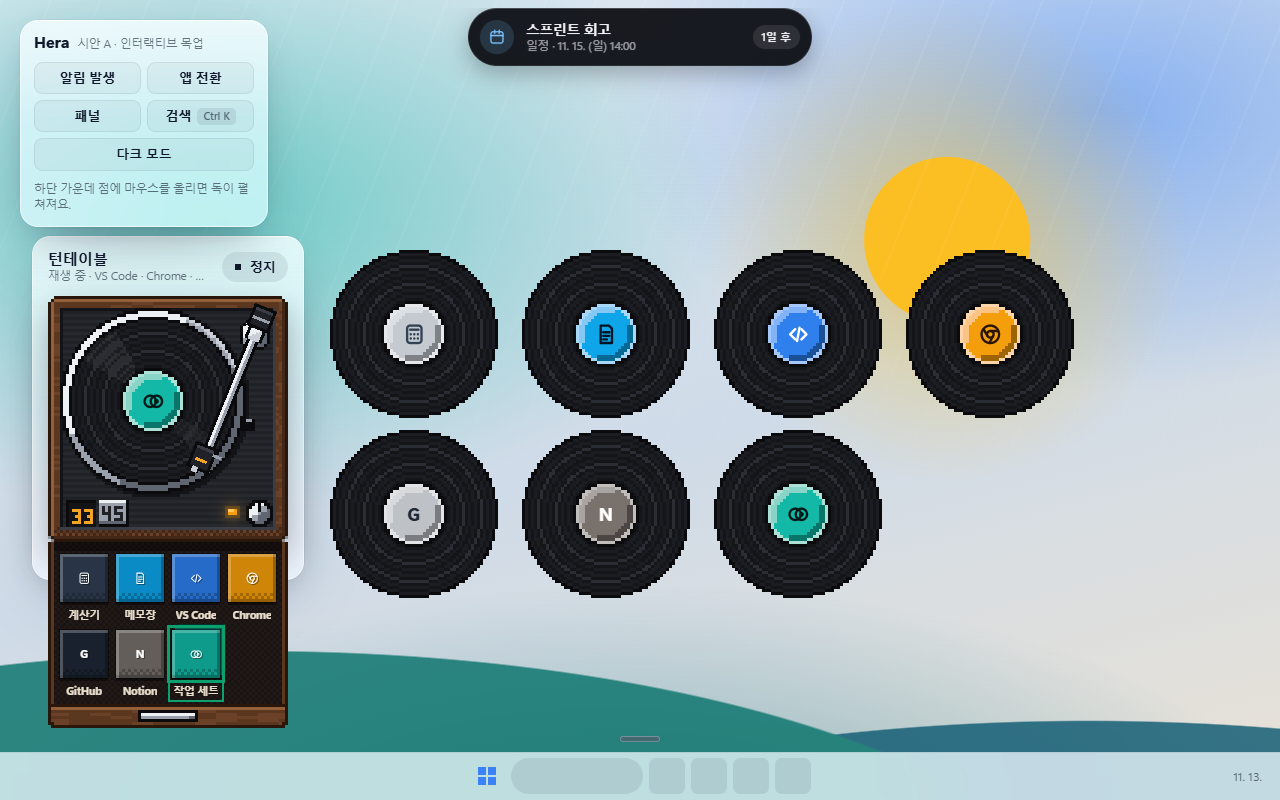 Hera 시안 A · 인터랙티브 목업
알림 발생
앱 전환
패널
검색 Ctrl K
다크 모드
하단 가운데 점에 마우스를 올리면 독이 펼
쳐져요.
스프린트 회고
일정 · 11. 15. (일) 14:00
1일 후
턴테이블
재생 중 · VS Code · Chrome · ...
정지
33
45
계산기
메모장
VS Code
Chrome
G
N
GitHub
Notion
작업 세트
G
N
11. 13.